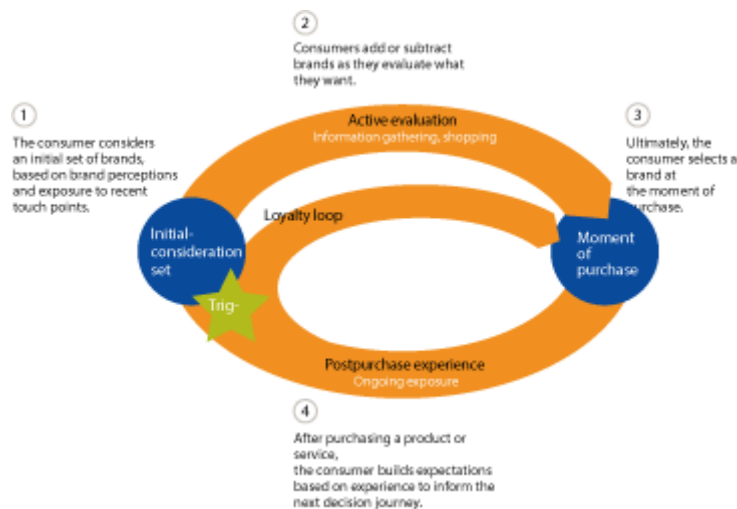 2
Consumers add or subtract
brands as they evaluate what
they want.
1
The consumer considers
an initial set of brands,
based on brand perceptions
and exposure to recent
touch points.
Active evaluation
Information gathering, shopping
3
Ultimately, the
consumer selects a
brand at
the moment of
purchase.
Loyalty loop
Initial-
consideration
set
Moment
of
purchase
Trig-
Postpurchase experience
Ongoing exposure
4
After purchasing a product or
service,
the consumer builds expectations
based on experience to inform the
next decision journey.